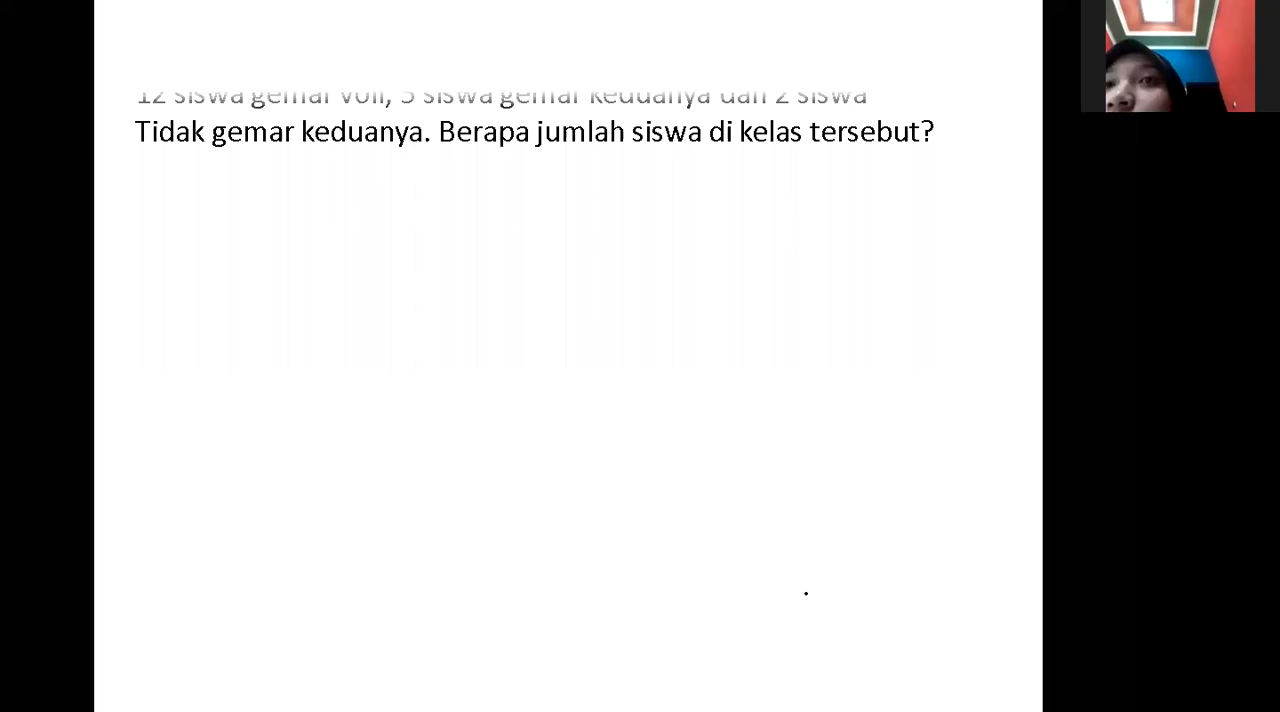 12 siswa gemar voli, 5 siswa gemar keduanya dan 2 siswa
Tidak gemar keduanya. Berapa jumlah siswa di kelas tersebut?